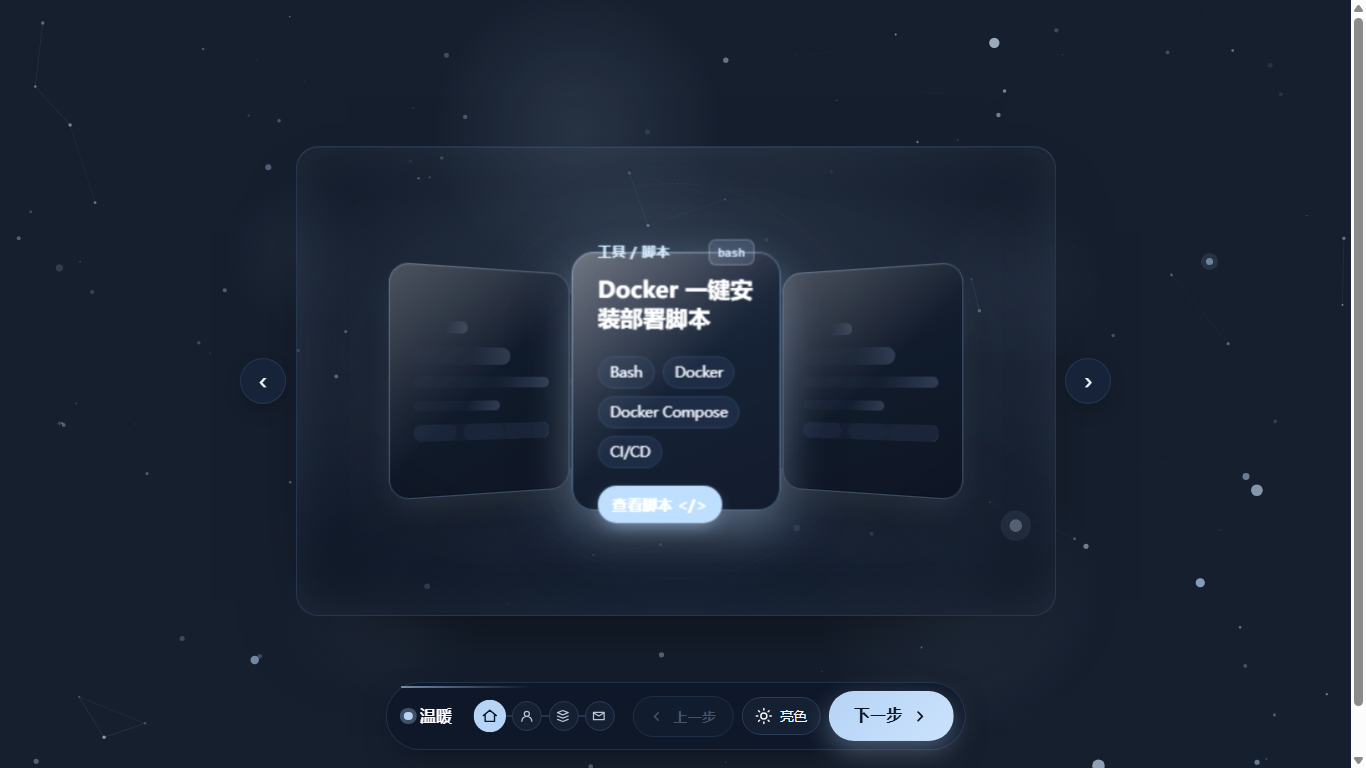 工具 / 脚本 bash
Docker 一键安
装部署脚本
Bash Docker
Docker Compose
CI/CD
查看脚本 </>
温暖 上一步 亮色 下一步